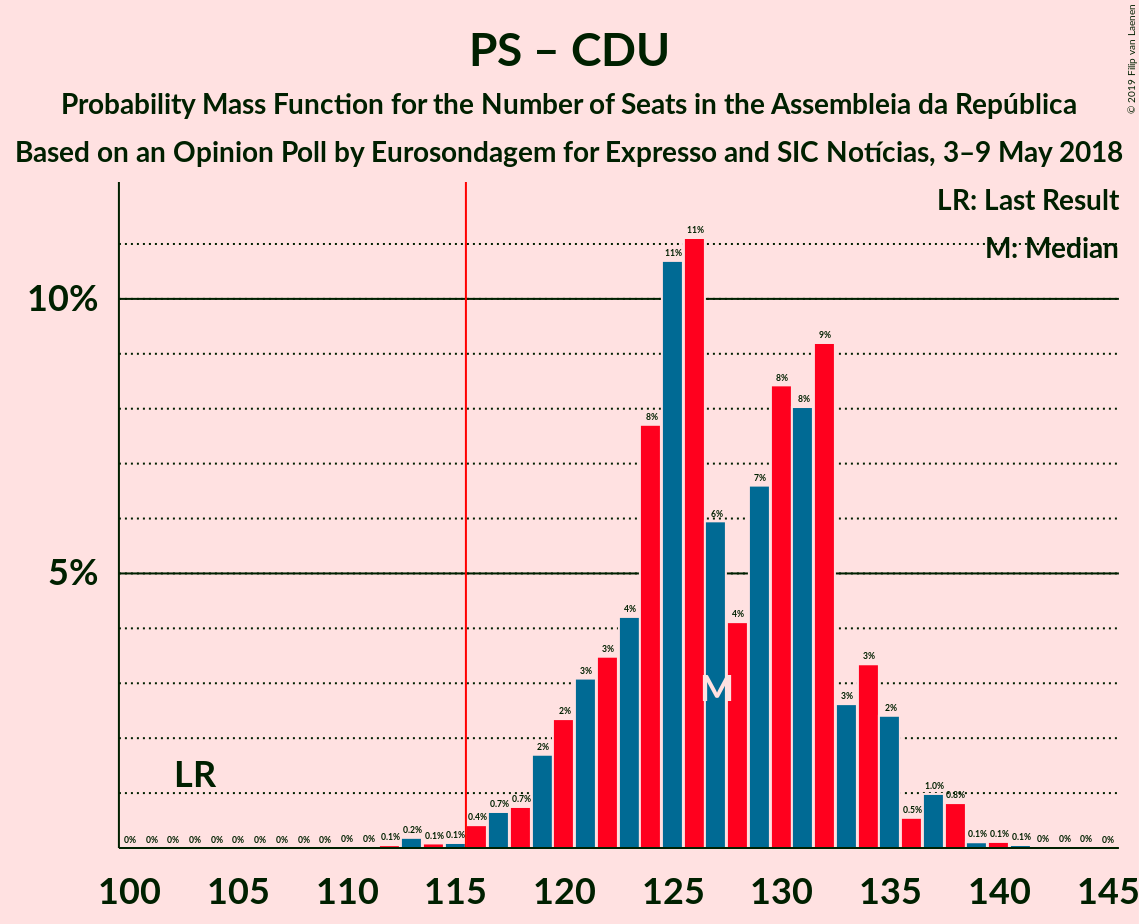 PS – CDU
Probability Mass Function for the Number of Seats in the Assembleia da República
Based on an Opinion Poll by Eurosondagem for Expresso and SIC Notícias, 3–9 May 2018
© 2019 Filip van Laenen
LR: Last Result
M: Median
10%
5%
0% 0% 0% 0% 0% 0% 0% 0% 0% 0% 0% 0% 0.1% 0.2% 0.1% 0.1% 0.4% 0.7% 0.7% 2% 2% 3% 3% 4% 8% 11% 11% 6% 4% 7% 8% 8% 9% 3% 3% 2% 0.5% 1.0% 0.8% 0.1% 0.1% 0.1% 0% 0% 0% 0%
M
LR
100 105 110 115 120 125 130 135 140 145